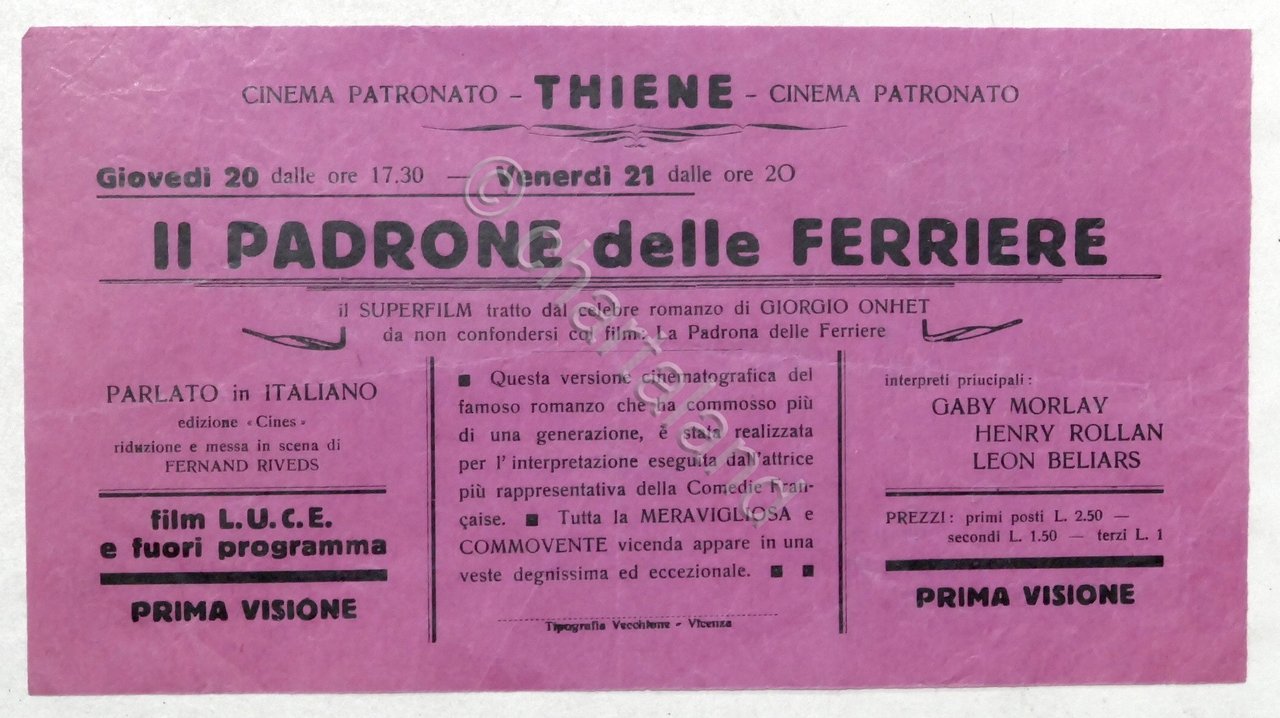 CINEMA PATRONATO - THIENE - CINEMA PATRONATO
Giovedì 20 dalle ore 17.30 — Venerdì 21 dalle ore 20
Il PADRONE delle FERRIERE
il SUPERFILM tratto dal celebre romanzo di GIORGIO ONHET
da non confondersi col film: La Padrona delle Ferriere
PARLATO in ITALIANO
edizione «Cines»
riduzione e messa in scena di
FERNAND RIVEDS
film L.U.C.E.
e fuori programma
PRIMA VISIONE
■ Questa versione cinematografica del
famoso romanzo che ha commosso più
di una generazione, è stata realizzata
per l' interpretazione eseguita dall'attrice
più rappresentativa della Comedie Fran-
çaise. ■ Tutta la MERAVIGLIOSA e
COMMOVENTE vicenda appare in una
veste degnissima ed eccezionale. ■ ■
Tipografia Vecchione - Vicenza
interpreti priucipali:
GABY MORLAY
HENRY ROLLAN
LEON BELIARS
PREZZI: primi posti L. 2.50 —
secondi L. 1.50 — terzi L. 1
PRIMA VISIONE
© chartaland